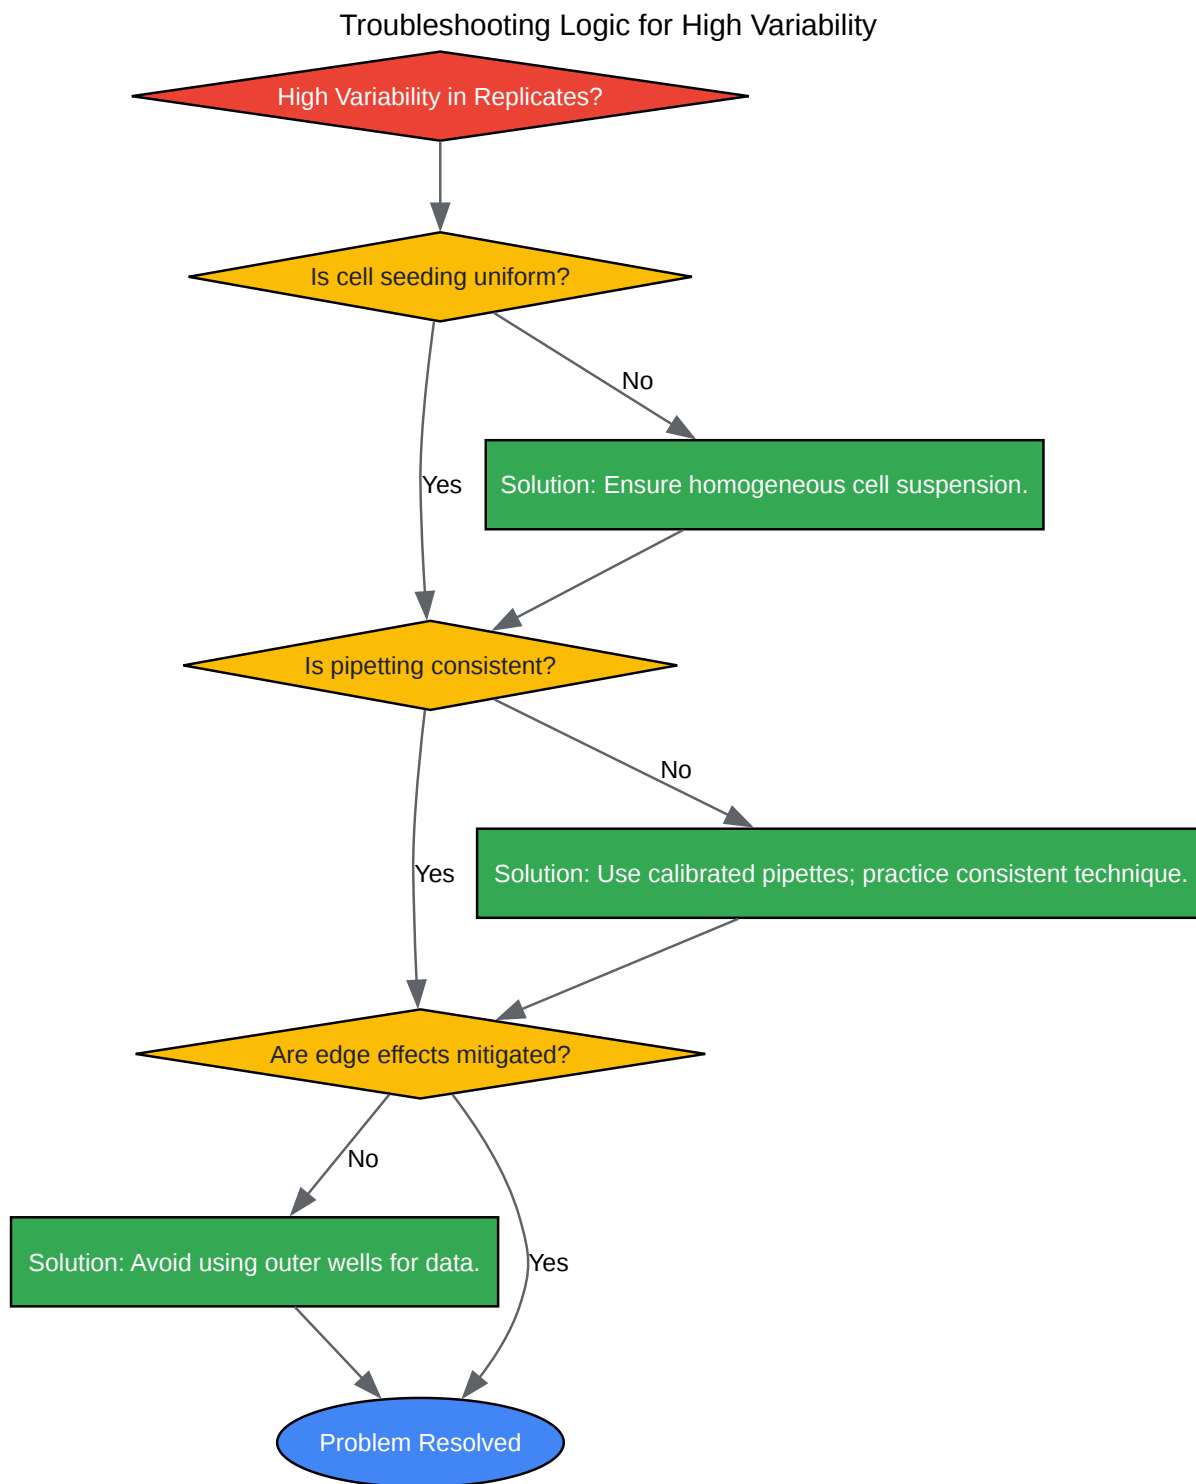 Troubleshooting Logic for High Variability
High Variability in Replicates?
Is cell seeding uniform?
No
Yes
Solution: Ensure homogeneous cell suspension.
Is pipetting consistent?
No
Yes
Solution: Use calibrated pipettes; practice consistent technique.
Are edge effects mitigated?
No
Solution: Avoid using outer wells for data.
Yes
Problem Resolved